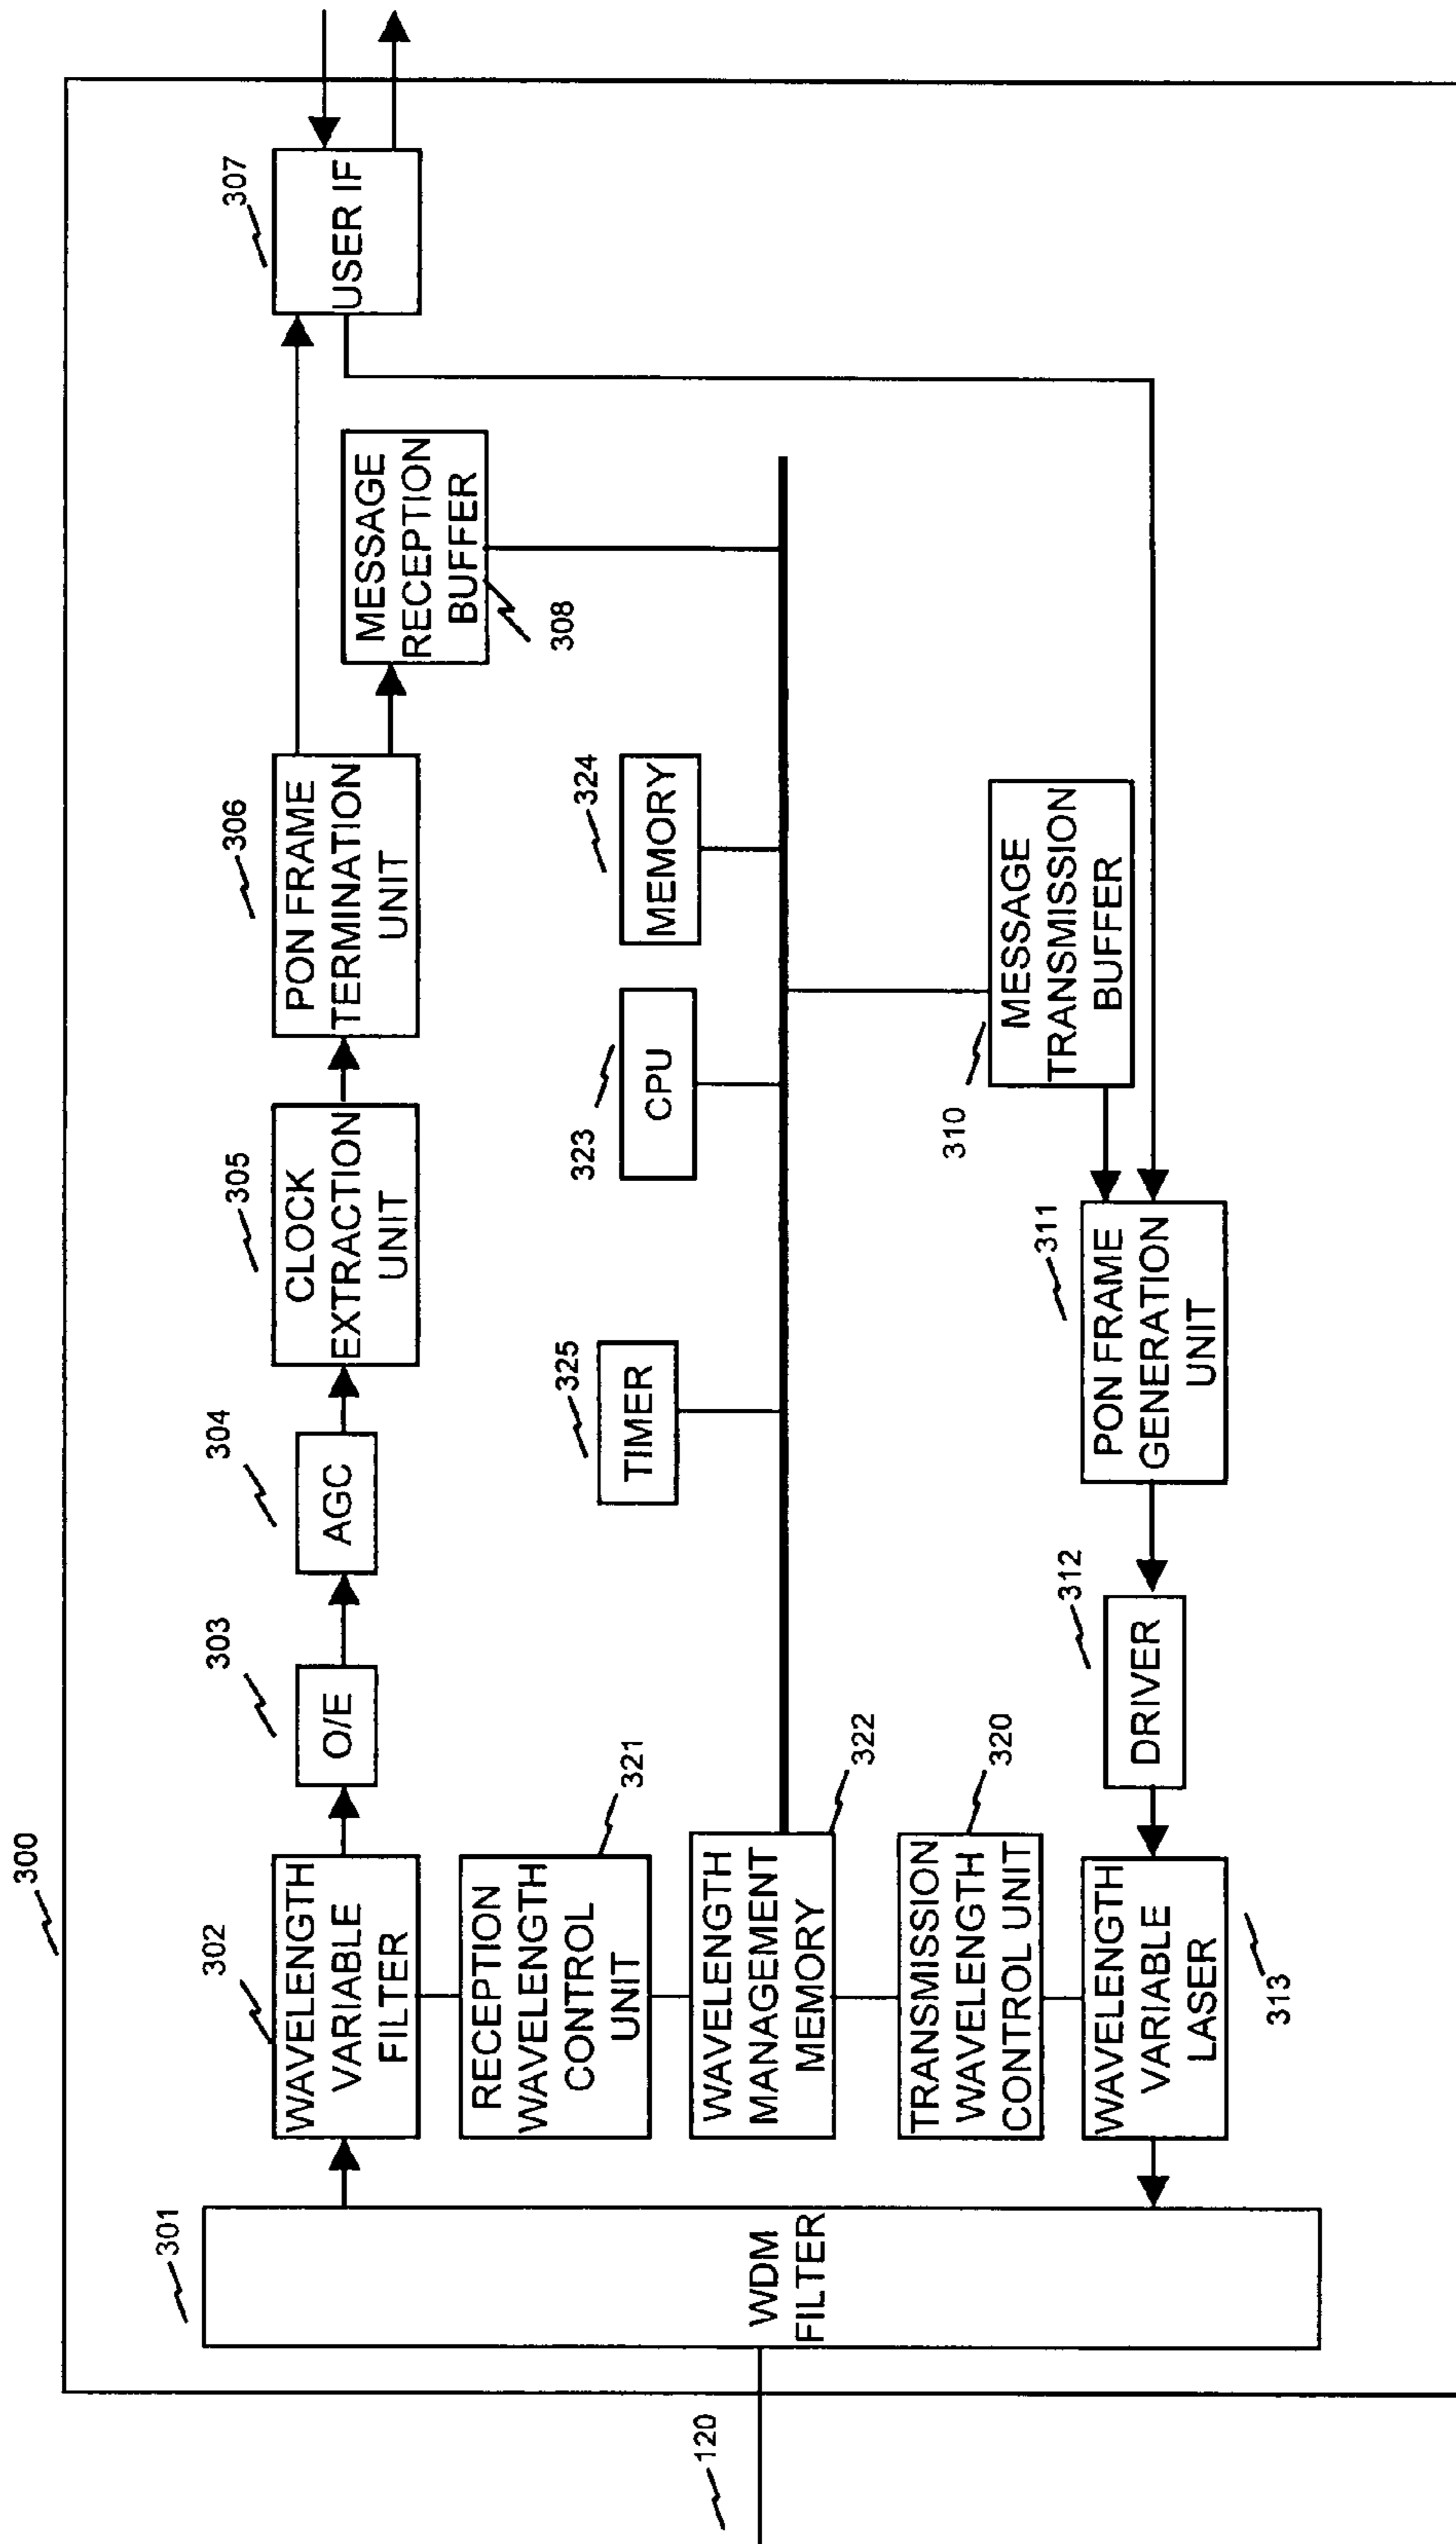 300
301
WDM
FILTER
120
302
WAVELENGTH
VARIABLE
FILTER
303
O/E
304
AGC
305
CLOCK
EXTRACTION
UNIT
306
PON FRAME
TERMINATION
UNIT
307
USER IF
MESSAGE
RECEPTION
BUFFER
308
RECEPTION
WAVELENGTH
CONTROL
UNIT
321
325
TIMER
323
CPU
324
MEMORY
WAVELENGTH
MANAGEMENT
MEMORY
322
TRANSMISSION
WAVELENGTH
CONTROL UNIT
320
310
MESSAGE
TRANSMISSION
BUFFER
WAVELENGTH
VARIABLE
LASER
313
312
DRIVER
311
PON FRAME
GENERATION
UNIT